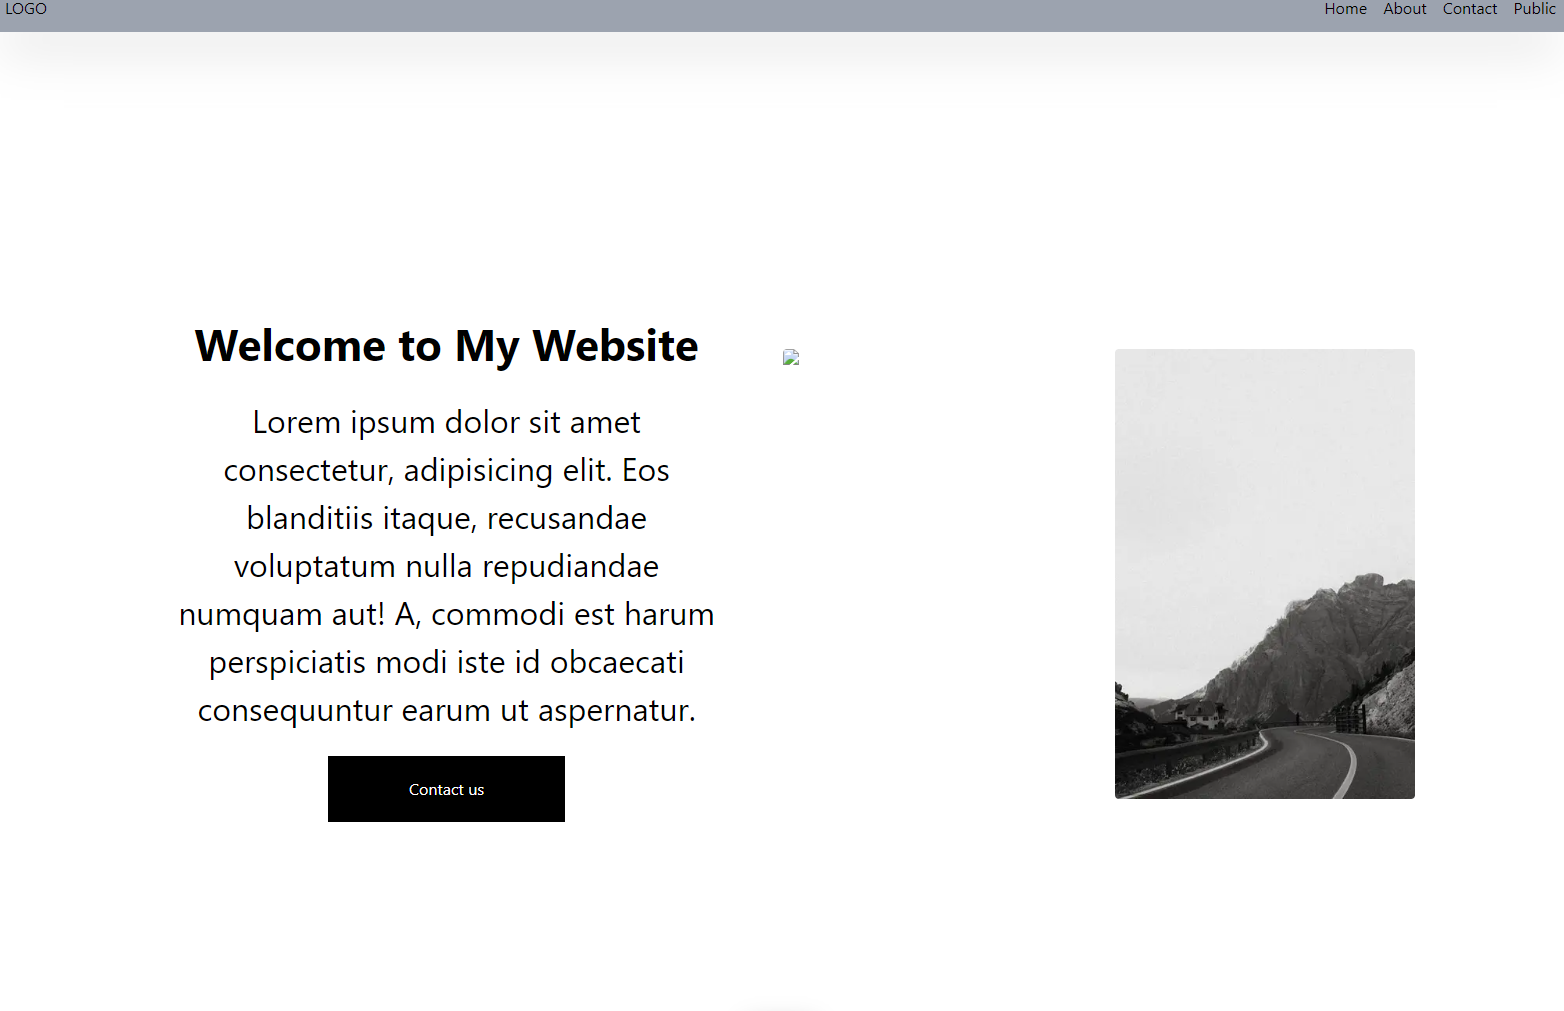 LOGO
Home About Contact Public
Welcome to My Website
Lorem ipsum dolor sit amet
consectetur, adipisicing elit. Eos
blanditiis itaque, recusandae
voluptatum nulla repudiandae
numquam aut! A, commodi est harum
perspiciatis modi iste id obcaecati
consequuntur earum ut aspernatur.
Contact us